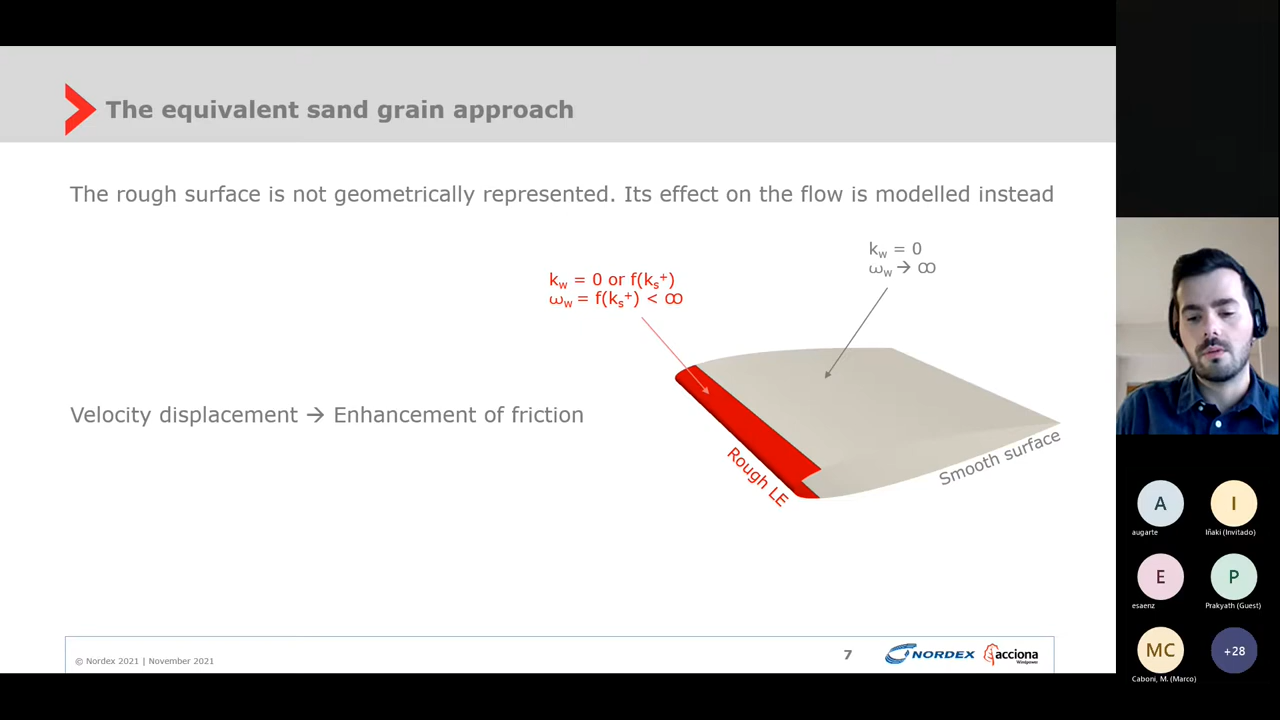 The equivalent sand grain approach
The rough surface is not geometrically represented. Its effect on the flow is modelled instead
kw = 0
ωw → ∞
kw = 0 or f(ks+)
ωw = f(ks+) < ∞
Velocity displacement → Enhancement of friction
Rough LE
Smooth surface
© Nordex 2021 | November 2021
7
NORDEX
acciona
Windpower
A
augarte
I
Iñaki (Invitado)
E
esaenz
P
Prakyath (Guest)
MC
Caboni, M. (Marco)
+28